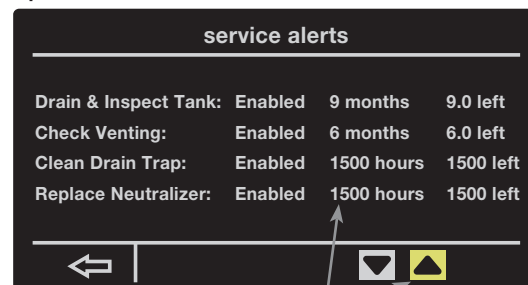 service alerts
Drain & Inspect Tank: Enabled 9 months 9.0 left
Check Venting: Enabled 6 months 6.0 left
Clean Drain Trap: Enabled 1500 hours 1500 left
Replace Neutralizer: Enabled 1500 hours 1500 left